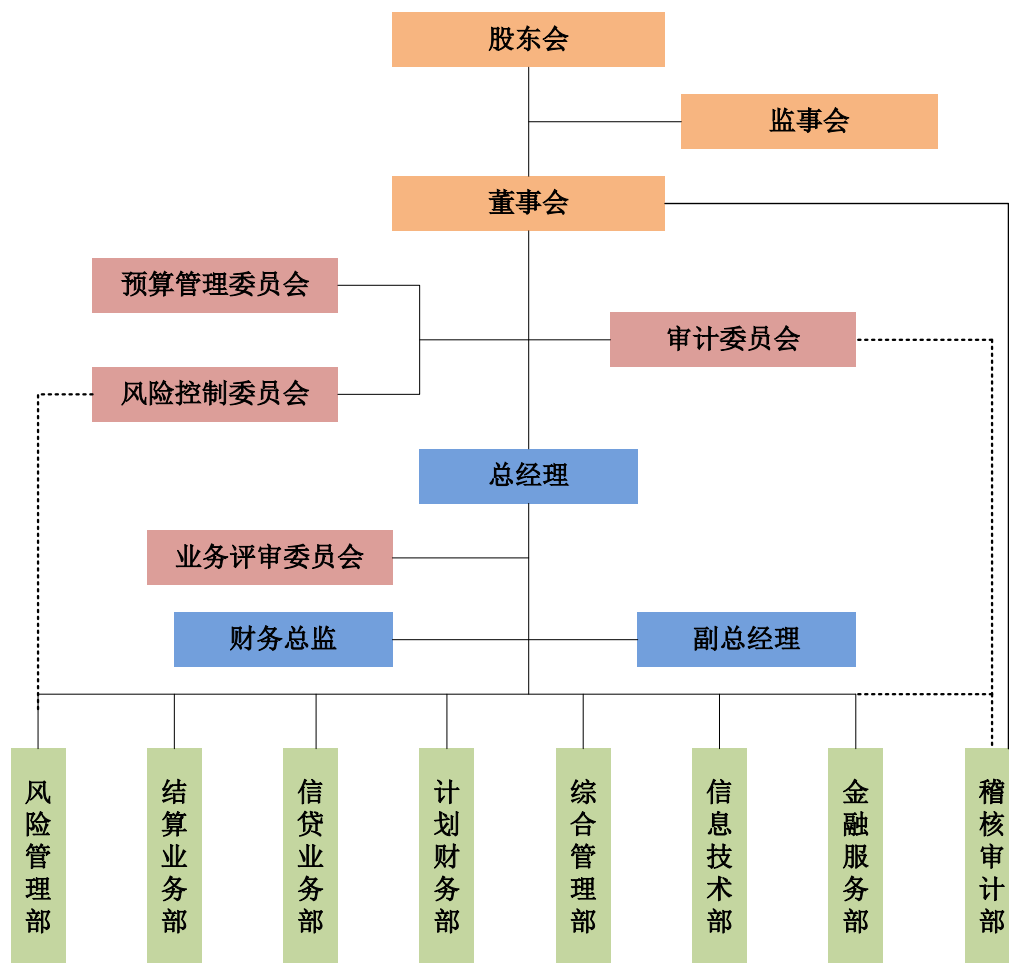 股东会
监事会
董事会
预算管理委员会
审计委员会
风险控制委员会
总经理
业务评审委员会
财务总监
副总经理
风险管理部
结算业务部
信贷业务部
计划财务部
综合管理部
信息技术部
金融服务部
稽核审计部